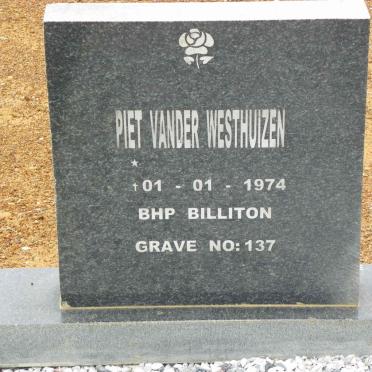 PIET VANDER WESTHUIZEN
★
†01 - 01 - 1974
BHP BILLITON
GRAVE NO: 137